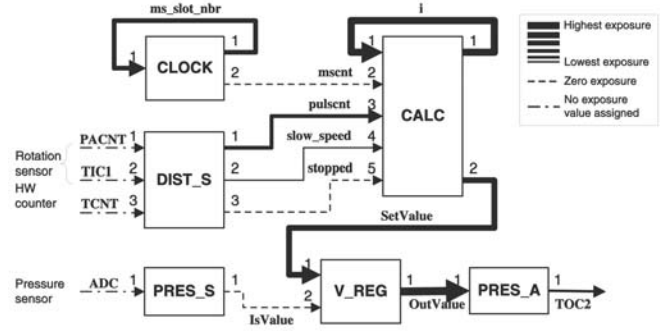 ms_slot_nbr
i
Highest exposure
Lowest exposure
Zero exposure
No exposure
value assigned
1
1
CLOCK
2
mscnt
1
1
2
CALC
pulscnt
3
slow_speed
4
stopped
5
2
SetValue
Rotation
sensor
HW
counter
PACNT
1
TIC1
2
TCNT
3
DIST_S
1
2
3
Pressure
sensor
ADC
1
PRES_S
1
IsValue
1
2
V_REG
1
OutValue
1
PRES_A
1
TOC2